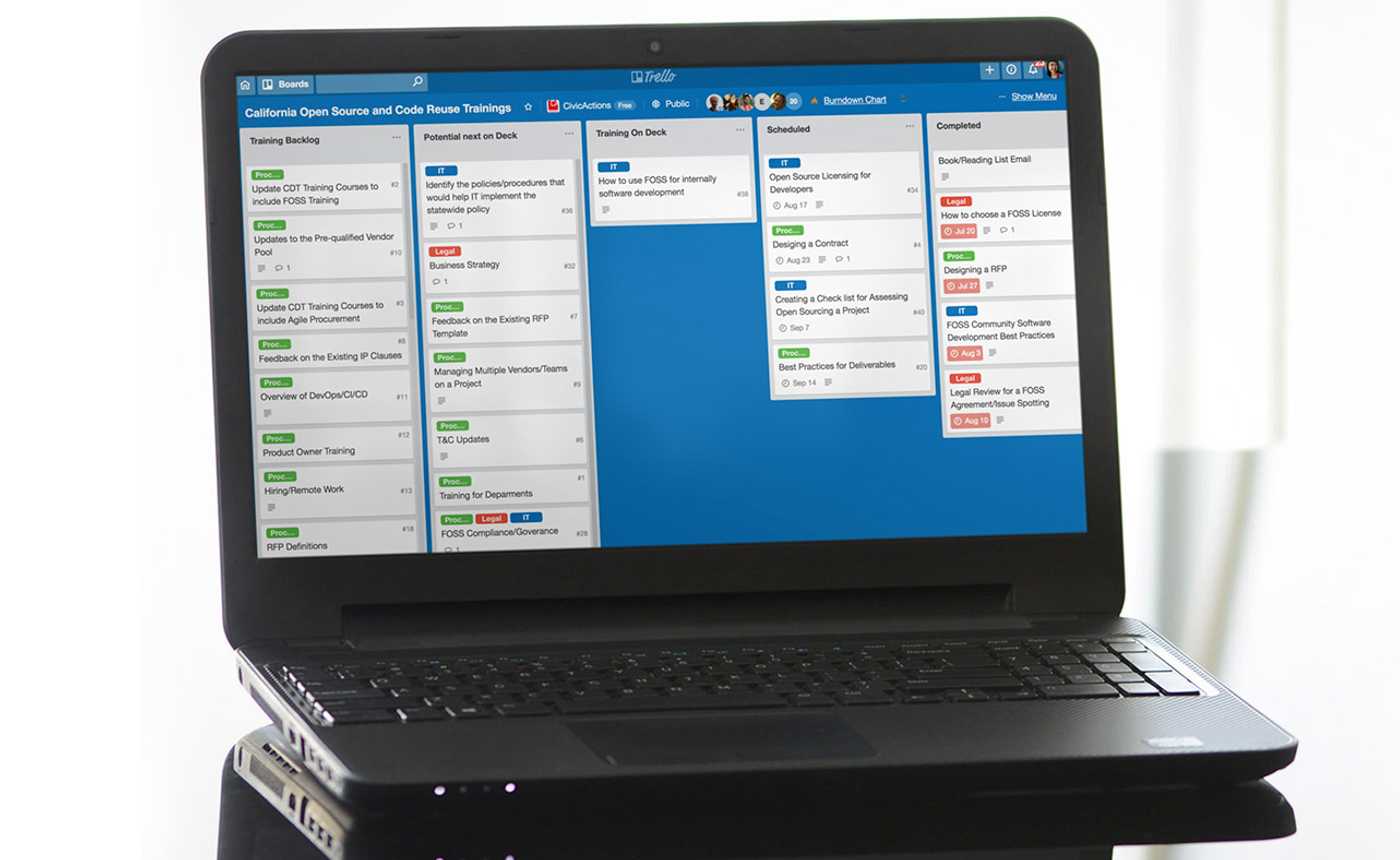 Boards
Trello
23
California Open Source and Code Reuse Trainings
CivicActions Free
Public
E
20
Burndown Chart
Show Menu
Training Backlog
Proc...
Update CDT Training Courses to
include FOSS Training
#2
Proc...
Updates to the Pre-qualified Vendor
Pool
#10
1
Proc...
Update CDT Training Courses to
include Agile Procurement
#3
Proc...
#8
Feedback on the Existing IP Clauses
Proc...
Overview of DevOps/CI/CD
#11
Proc...
#12
Product Owner Training
Proc...
Hiring/Remote Work
#13
Proc...
#18
RFP Definitions
Potential next on Deck
IT
Identify the policies/procedures that
would help IT implement the
statewide policy
#36
1
Legal
Business Strategy
#32
1
Proc...
Feedback on the Existing RFP
Template
#7
Proc...
Managing Multiple Vendors/Teams
on a Project
#9
Proc...
T&C Updates
#6
Proc...
#1
Training for Deparments
Proc... Legal IT
FOSS Compliance/Goverance
#28
1
Training On Deck
IT
How to use FOSS for internally
software development
#38
Scheduled
IT
Open Source Licensing for
Developers
#34
Aug 17
Proc...
Desiging a Contract
#4
Aug 23
1
IT
Creating a Check list for Assessing
Open Sourcing a Project
#40
Sep 7
Proc...
Best Practices for Deliverables
#20
Sep 14
Completed
Book/Reading List Email
Legal
How to choose a FOSS License
Jul 20
1
Proc...
Designing a RFP
Jul 27
IT
FOSS Community Software
Development Best Practices
Aug 3
Legal
Legal Review for a FOSS
Agreement/Issue Spotting
Aug 10